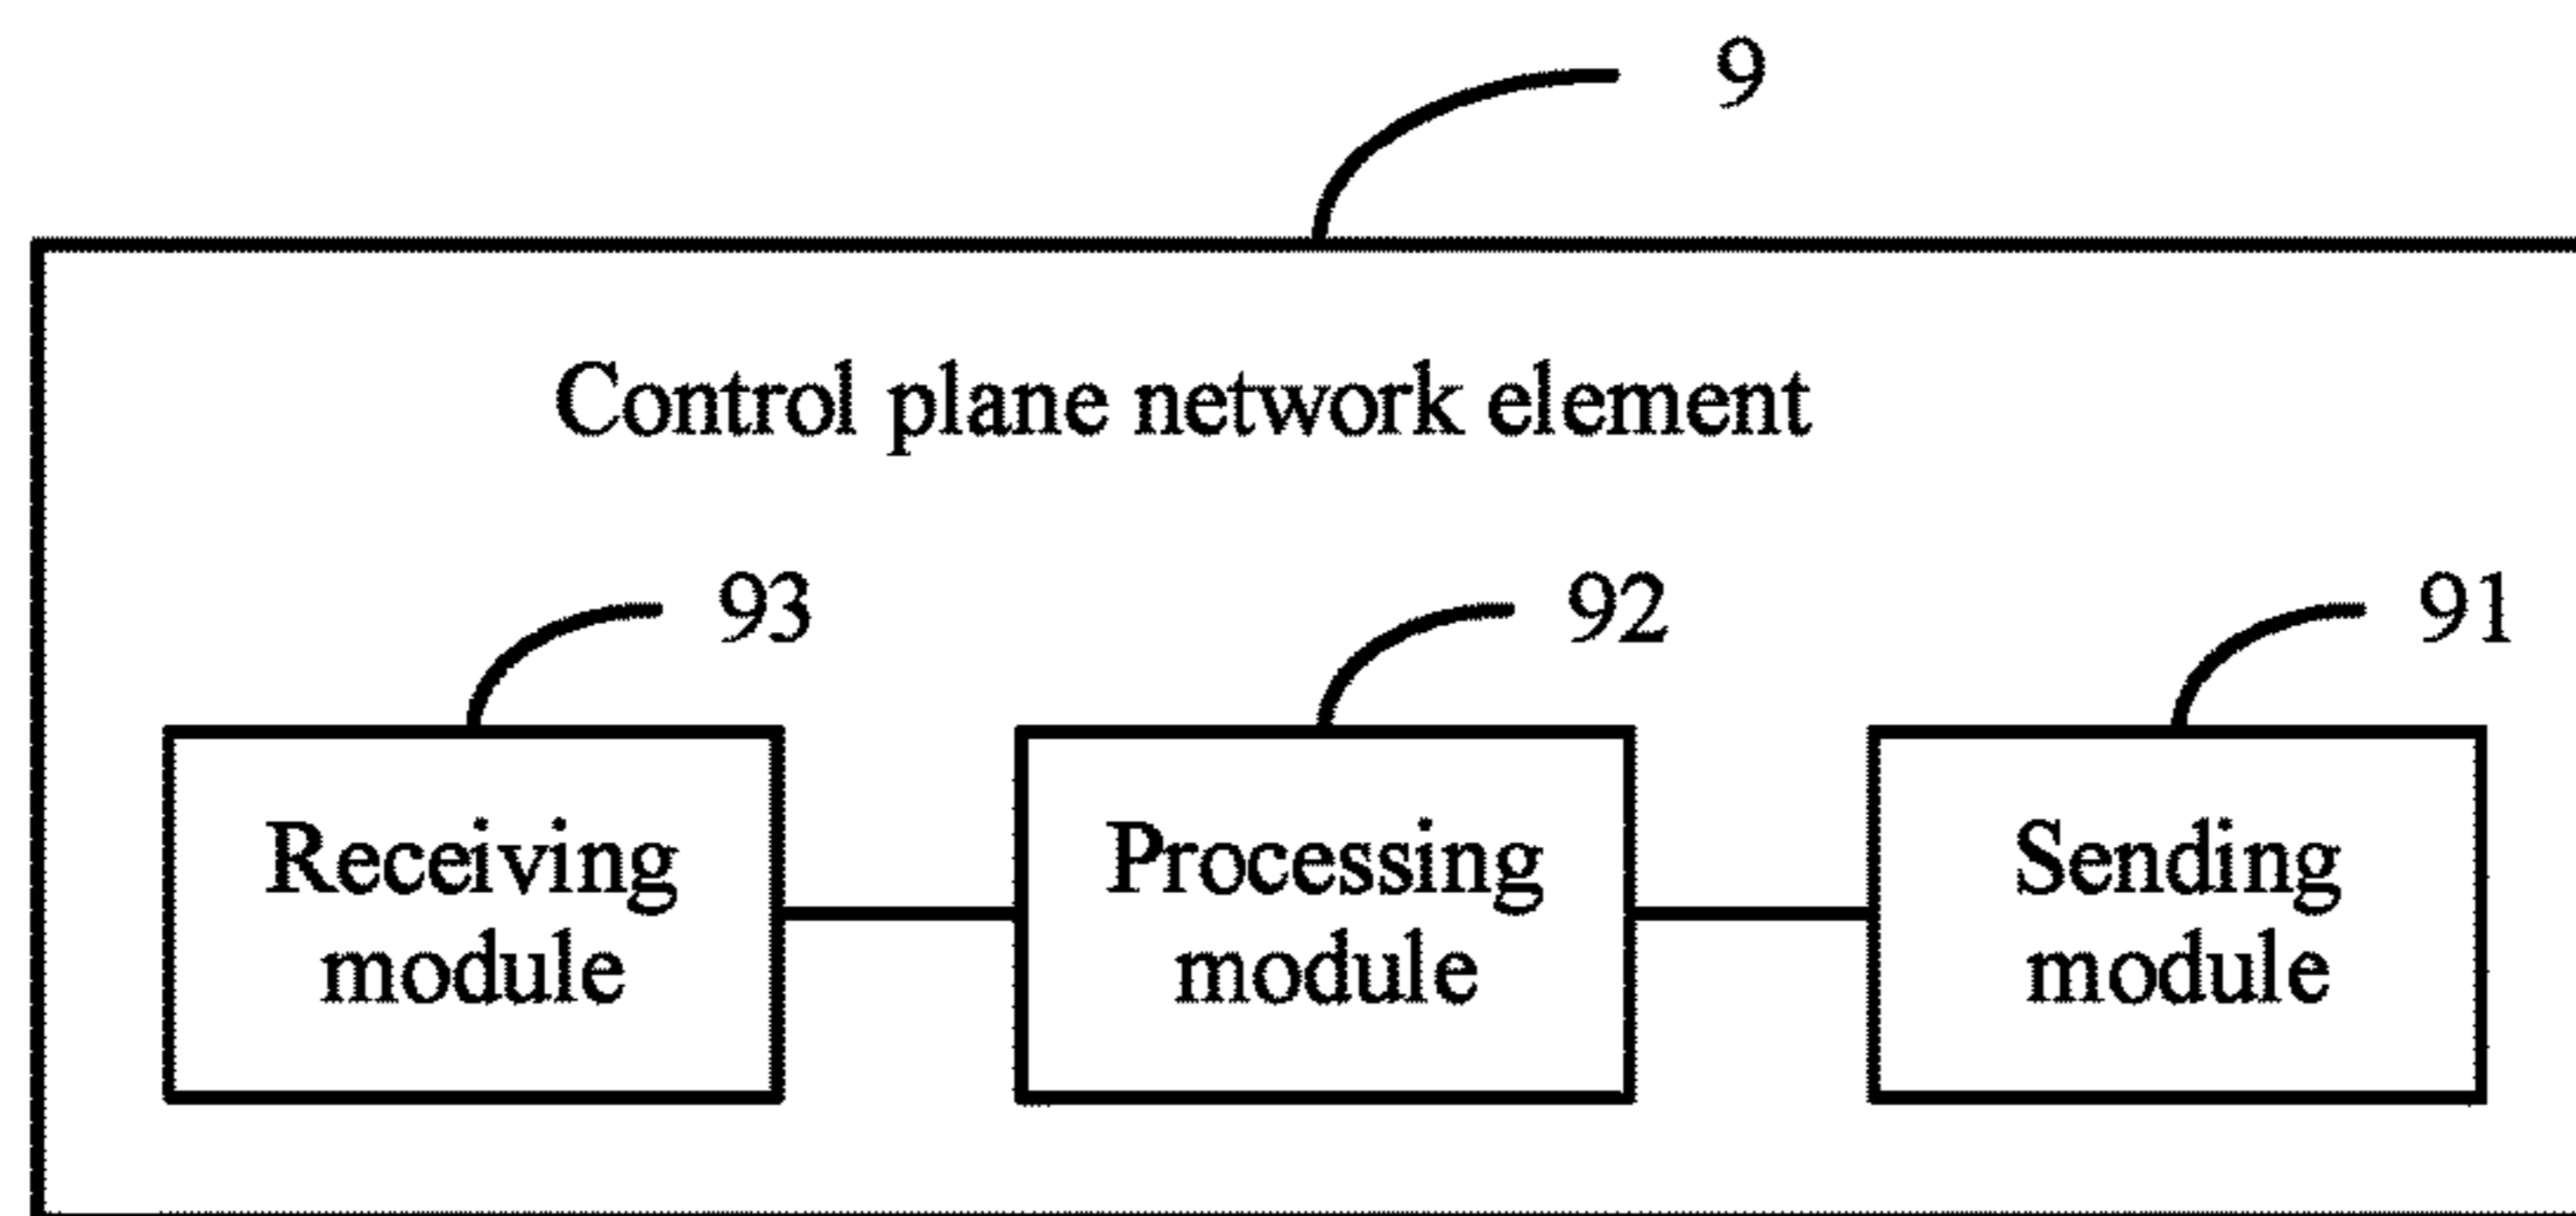 9
Control plane network element
93
92
91
Receiving
module
Processing
module
Sending
module